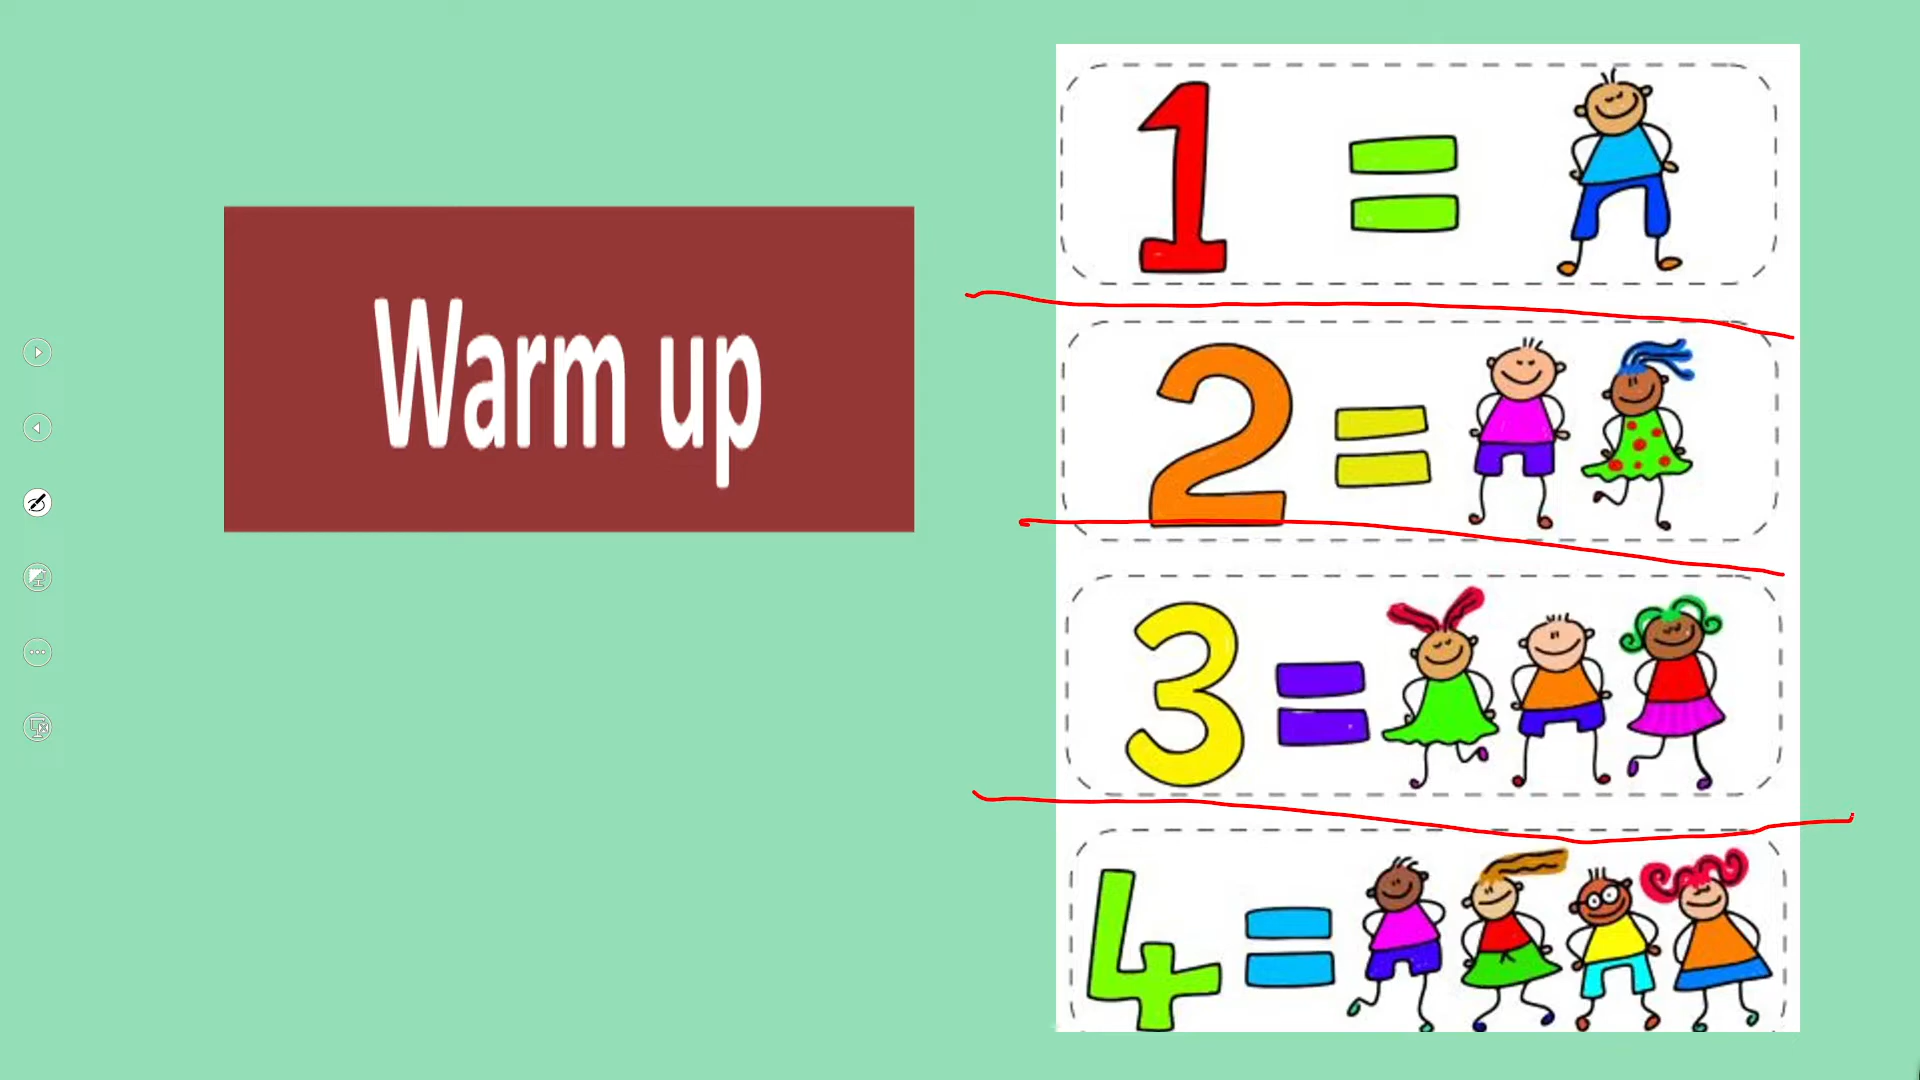 Warm up
1 =
2 =
3 =
4 =